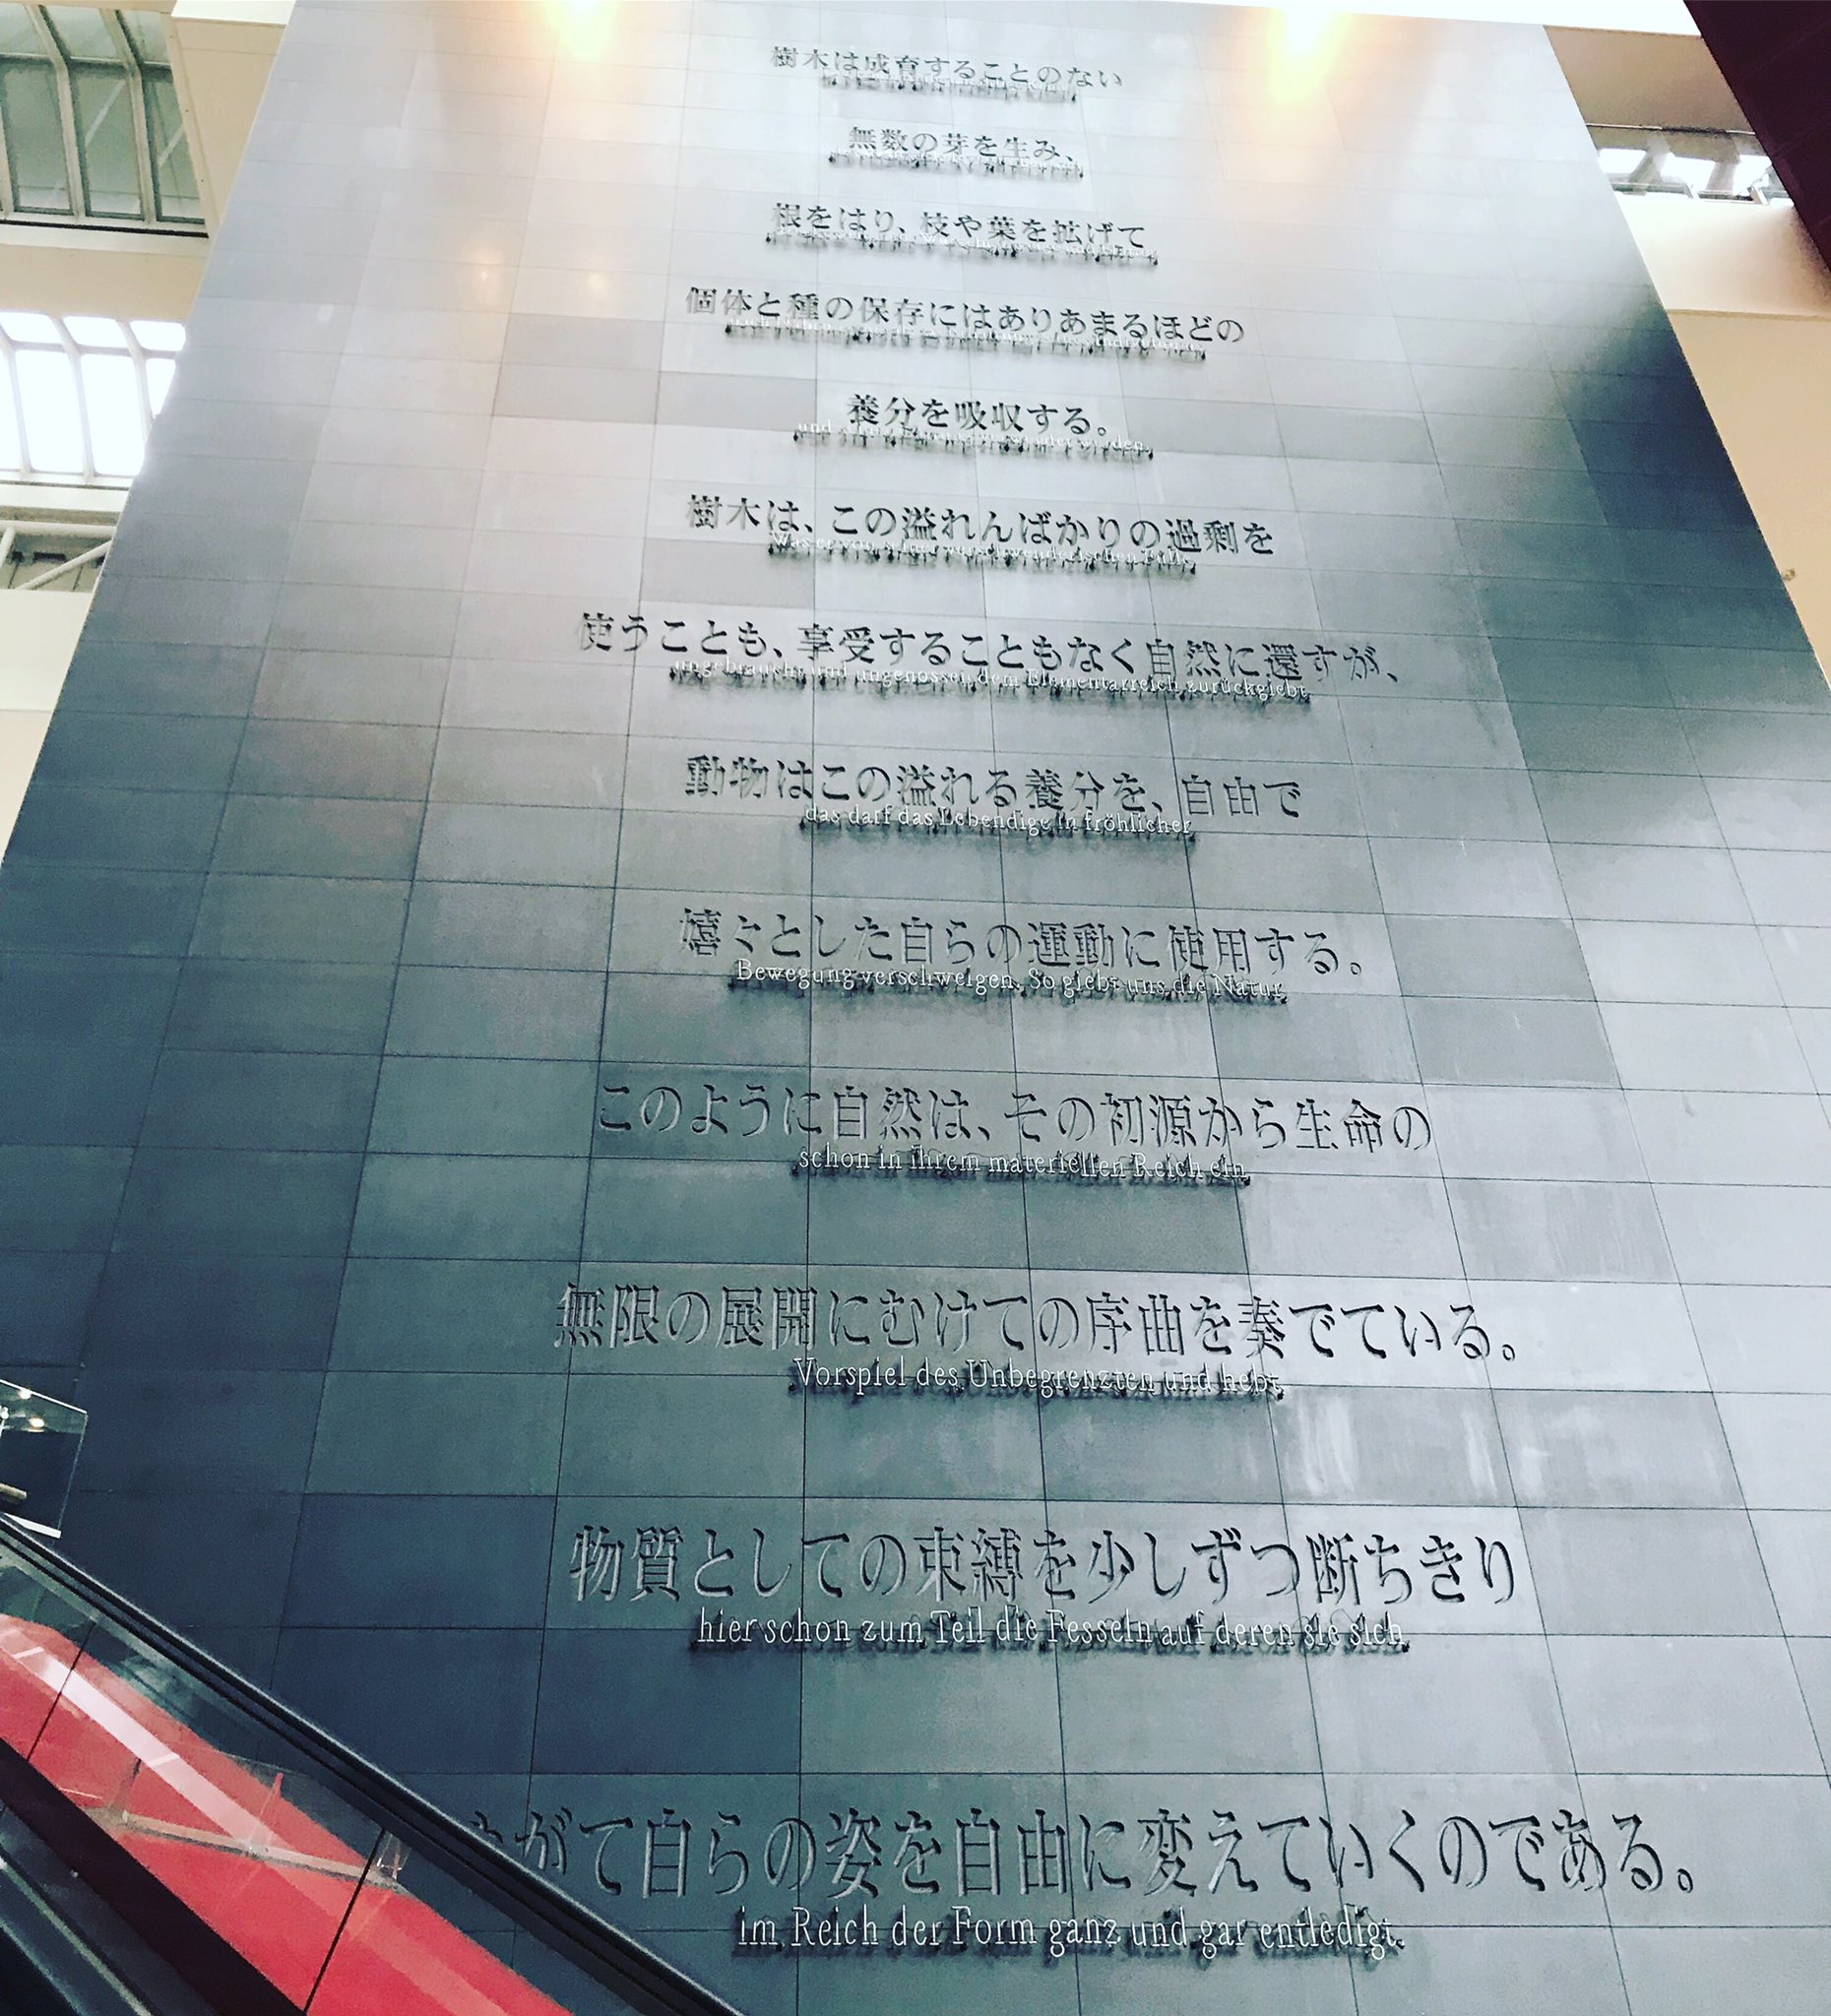 樹木は成育することのない
無数の芽を生み、
根をはり、枝や葉を拡げて
個体と種の保存にはありあまるほどの
養分を吸収する。
und werden.
樹木は、この溢れんばかりの過剰を
Was er von seiner verschwenderischen Fülle
使うことも、享受することもなく自然に還すが、
ungebraucht und ungenossen dem Elementarreich zurückgiebt
動物はこの溢れる養分を、自由で
das darf das Lebendige in fröhlicher
嬉々とした自らの運動に使用する。
Bewegung verschweigen. So giebt uns die Natur
このように自然は、その初源から生命の
schon in ihrem materiellen Reich ein
無限の展開にむけての序曲を奏でている。
Vorspiel des Unbegrenzten und hebt
物質としての束縛を少しずつ断ちきり
hier schon zum Teil die Fesseln auf deren sie sich
がて自らの姿を自由に変えていくのである。
im Reich der Form ganz und gar entledigt.